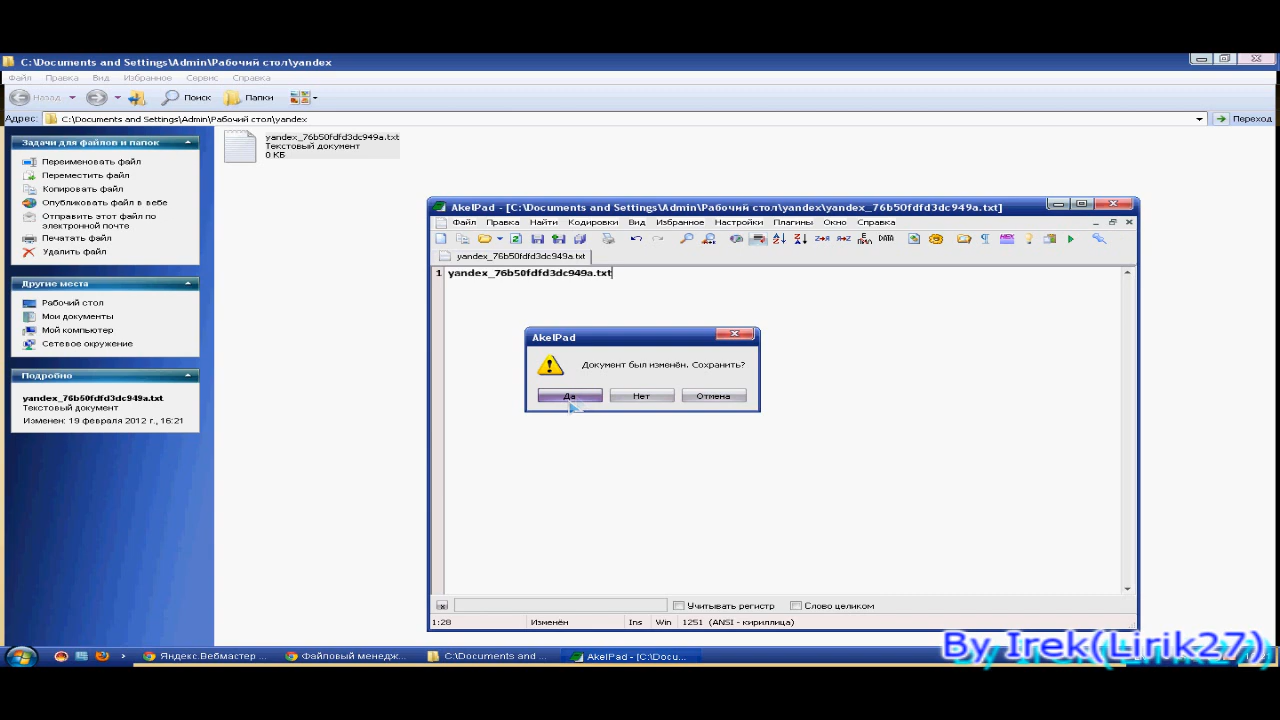 C:\Documents and Settings\Admin\Рабочий стол\yandex
Файл Правка Вид Избранное Сервис Справка
Назад Поиск Папки
Адрес: C:\Documents and Settings\Admin\Рабочий стол\yandex Переход
Задачи для файлов и папок
Переименовать файл
Переместить файл
Копировать файл
Опубликовать файл в вебе
Отправить этот файл по
электронной почте
Печатать файл
Удалить файл
Другие места
Рабочий стол
Мои документы
Мой компьютер
Сетевое окружение
Подробно
yandex_76b50fdfd3dc949a.txt
Текстовый документ
Изменен: 19 февраля 2012 г., 16:21
yandex_76b50fdfd3dc949a.txt
Текстовый документ
0 КБ
AkelPad - [C:\Documents and Settings\Admin\Рабочий стол\yandex\yandex_76b50fdfd3dc949a.txt]
Файл Правка Найти Кодировки Вид Избранное Настройки Плагины Окно Справка
yandex_76b50fdfd3dc949a.txt
1 yandex_76b50fdfd3dc949a.txt
AkelPad
Документ был изменён. Сохранить?
Да Нет Отмена
Учитывать регистр Слово целиком
1:28 Изменён Ins Win 1251 (ANSI - кириллица)
Яндекс.Вебмастер ... Файловый менедж... C:\Documents and ... AkelPad - [C:\Docu...
By Irek(Lirik27)